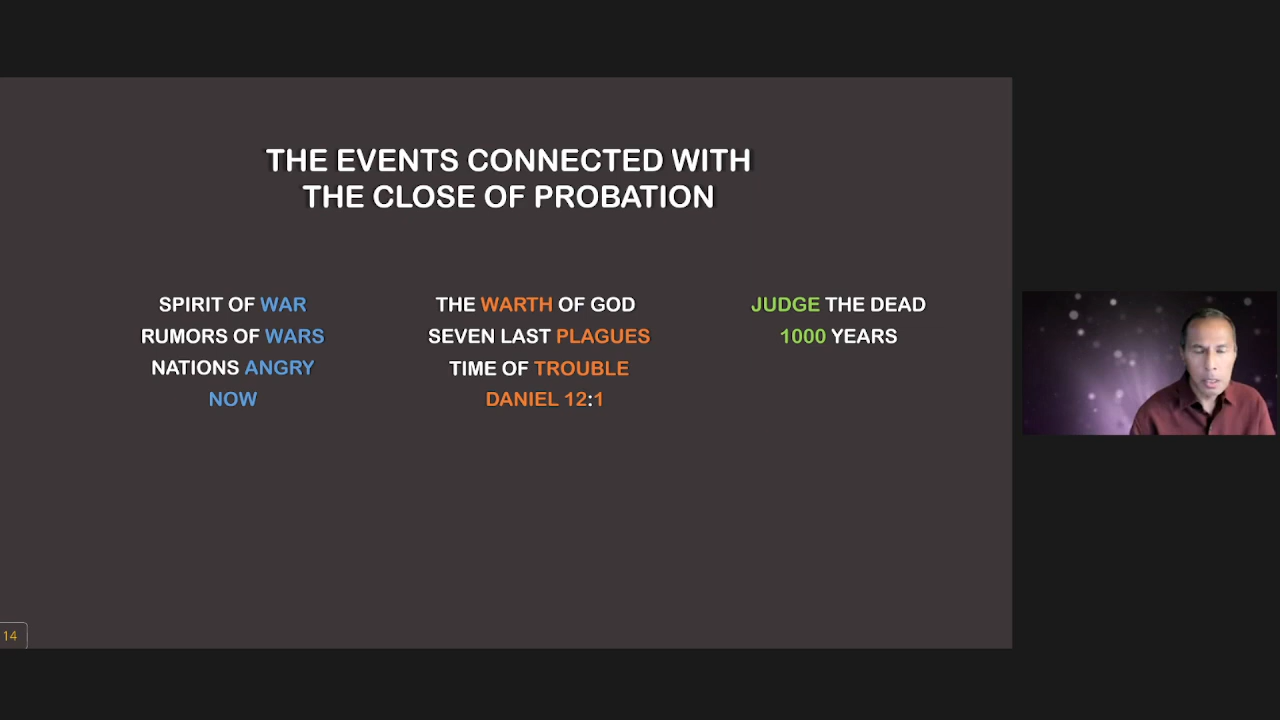 THE EVENTS CONNECTED WITH
THE CLOSE OF PROBATION
SPIRIT OF WAR
RUMORS OF WARS
NATIONS ANGRY
NOW
THE WARTH OF GOD
SEVEN LAST PLAGUES
TIME OF TROUBLE
DANIEL 12:1
JUDGE THE DEAD
1000 YEARS
14